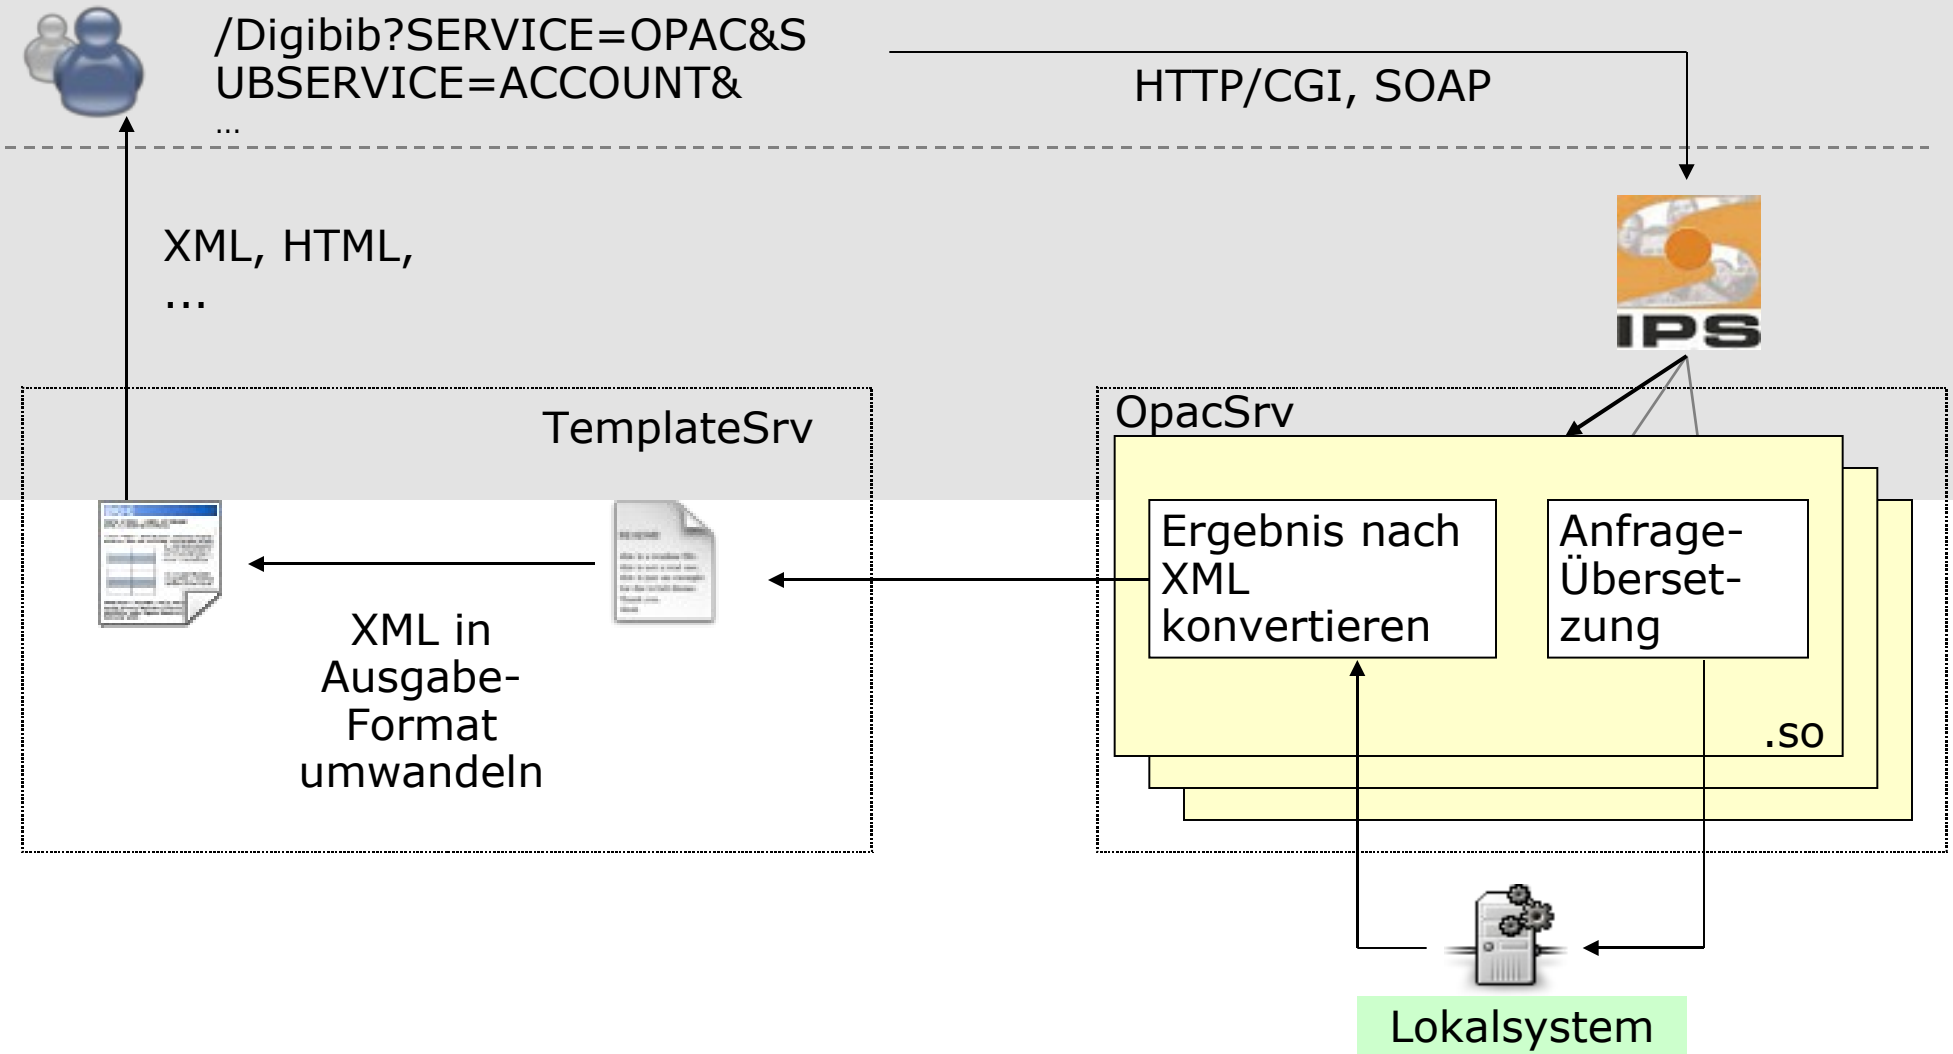 /Digibib?SERVICE=OPAC&S
UBSERVICE=ACCOUNT&
...
HTTP/CGI, SOAP
XML, HTML,
...
IPS
TemplateSrv
OpacSrv
Ergebnis nach
XML
konvertieren
Anfrage-
Überset-
zung
.so
XML in
Ausgabe-
Format
umwandeln
Lokalsystem